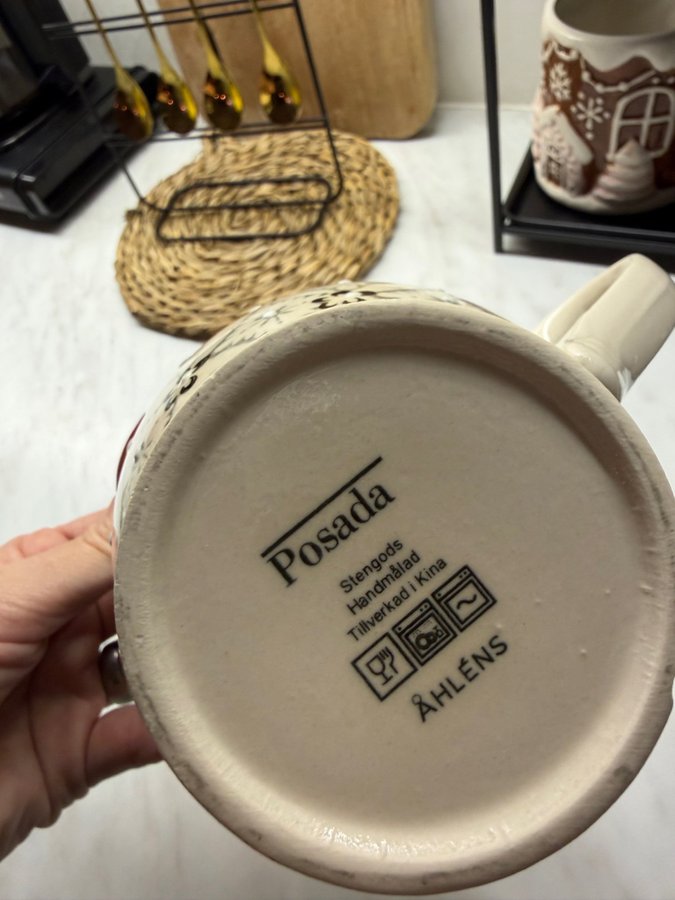 Posada
Stengods
Handmålad
Tillverkad i Kina
ÅHLÉNS